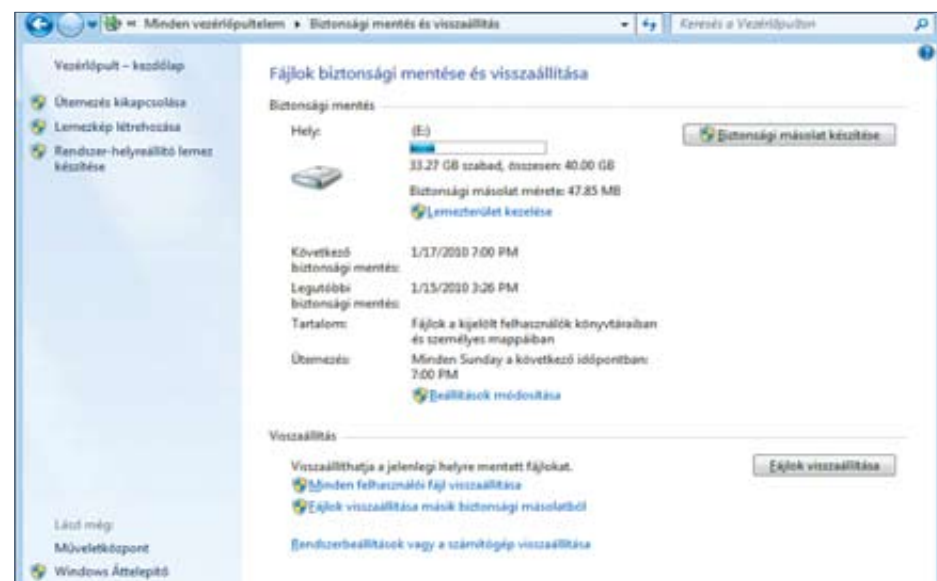 Minden vezérlőpultelem ▸ Biztonsági mentés és visszaállítás
Keresés a Vezérlőpulton
Vezérlőpult – kezdőlap
Ütemezés kikapcsolása
Lemezkép létrehozása
Rendszer-helyreállító lemez
készítése
Lásd még:
Műveletközpont
Windows Áttelepítő
Fájlok biztonsági mentése és visszaállítása
Biztonsági mentés
Hely:
(E:)
33.27 GB szabad, összesen: 40.00 GB
Biztonsági másolat mérete: 47.85 MB
Lemezterület kezelése
Biztonsági másolat készítése
Következő
biztonsági mentés:
1/17/2010 7:00 PM
Legutóbbi
biztonsági mentés:
1/15/2010 3:26 PM
Tartalom:
Fájlok a kijelölt felhasználók könyvtáraiban
és személyes mappáiban
Ütemezés:
Minden Sunday a következő időpontban:
7:00 PM
Beállítások módosítása
Visszaállítás
Visszaállíthatja a jelenlegi helyre mentett fájlokat.
Fájlok visszaállítása
Minden felhasználói fájl visszaállítása
Fájlok visszaállítása másik biztonsági másolatból
Rendszerbeállítások vagy a számítógép visszaállítása